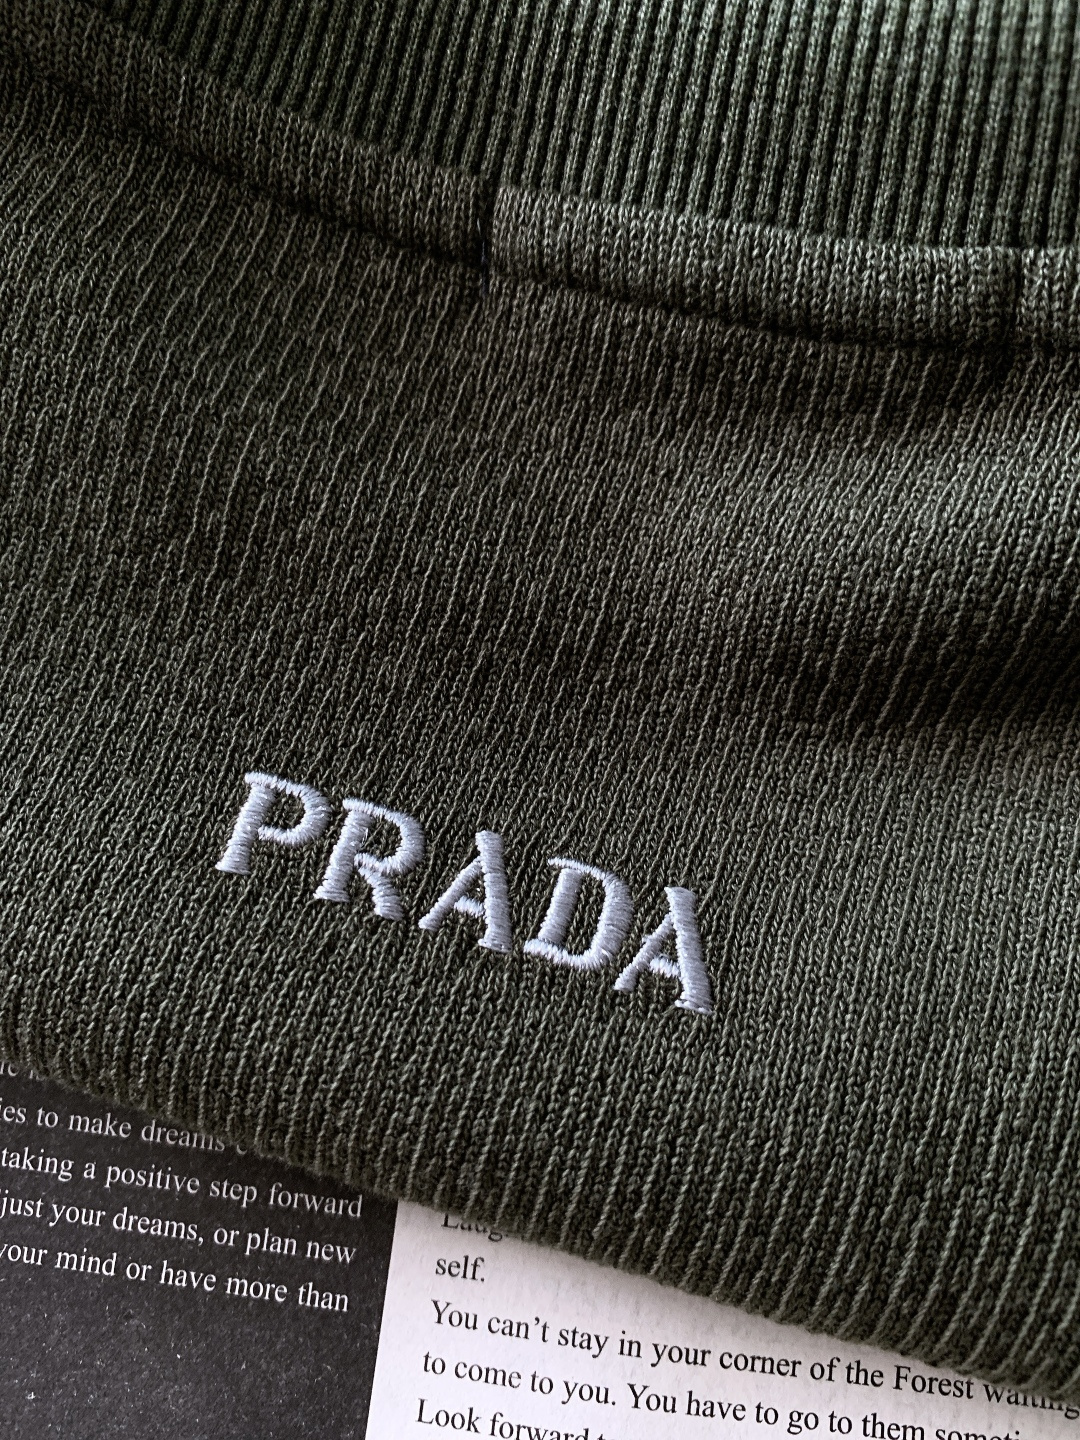 PRADA
ies to make dreams
taking a positive step forward
just your dreams, or plan new
your mind or have more than
self.
You can't stay in your corner of the Forest waiting
to come to you. You have to go to them
Look forward